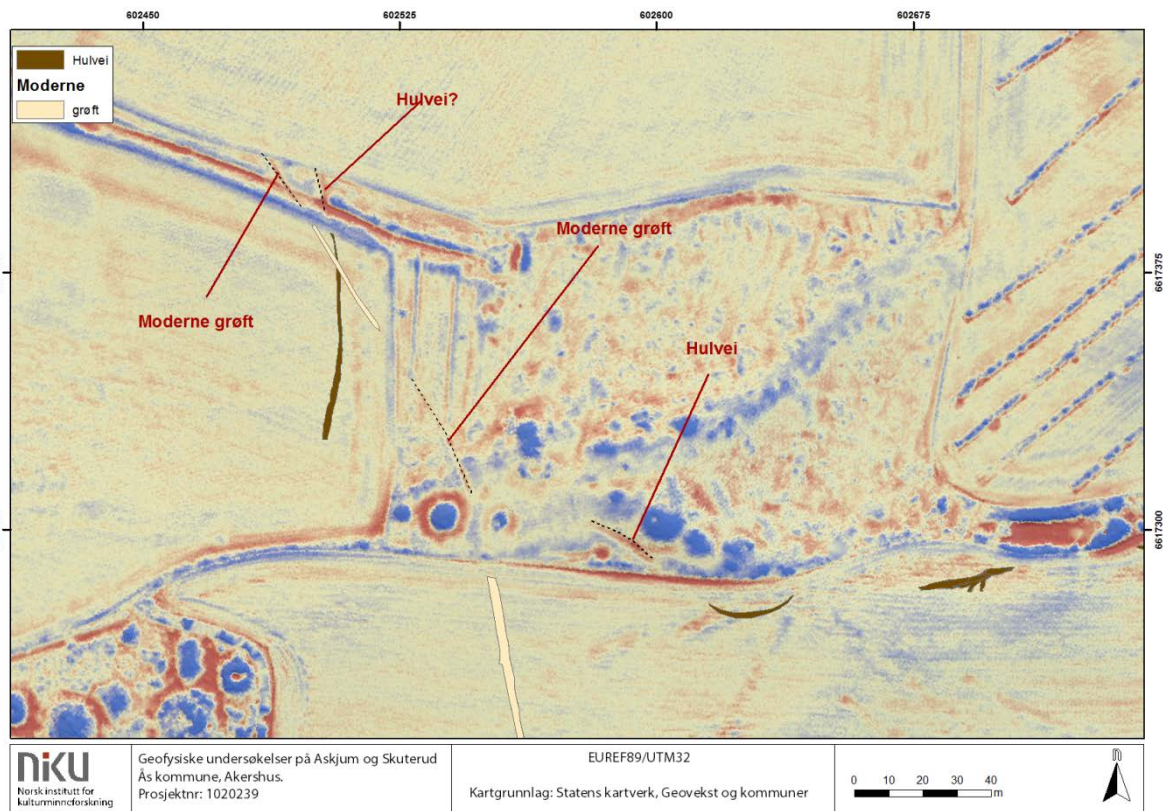 602450
602525
602600
602675
Hulvei
Moderne
grøft
Hulvei?
Moderne grøft
6617375
Moderne grøft
Hulvei
6617300
NIKU
Norsk institutt for
kulturminneforskning
Geofysiske undersøkelser på Askjum og Skuterud
Ås kommune, Akershus.
Prosjektnr: 1020239
EUREF89/UTM32
Kartgrunnlag: Statens kartverk, Geovekst og kommuner
0 10 20 30 40
m
n